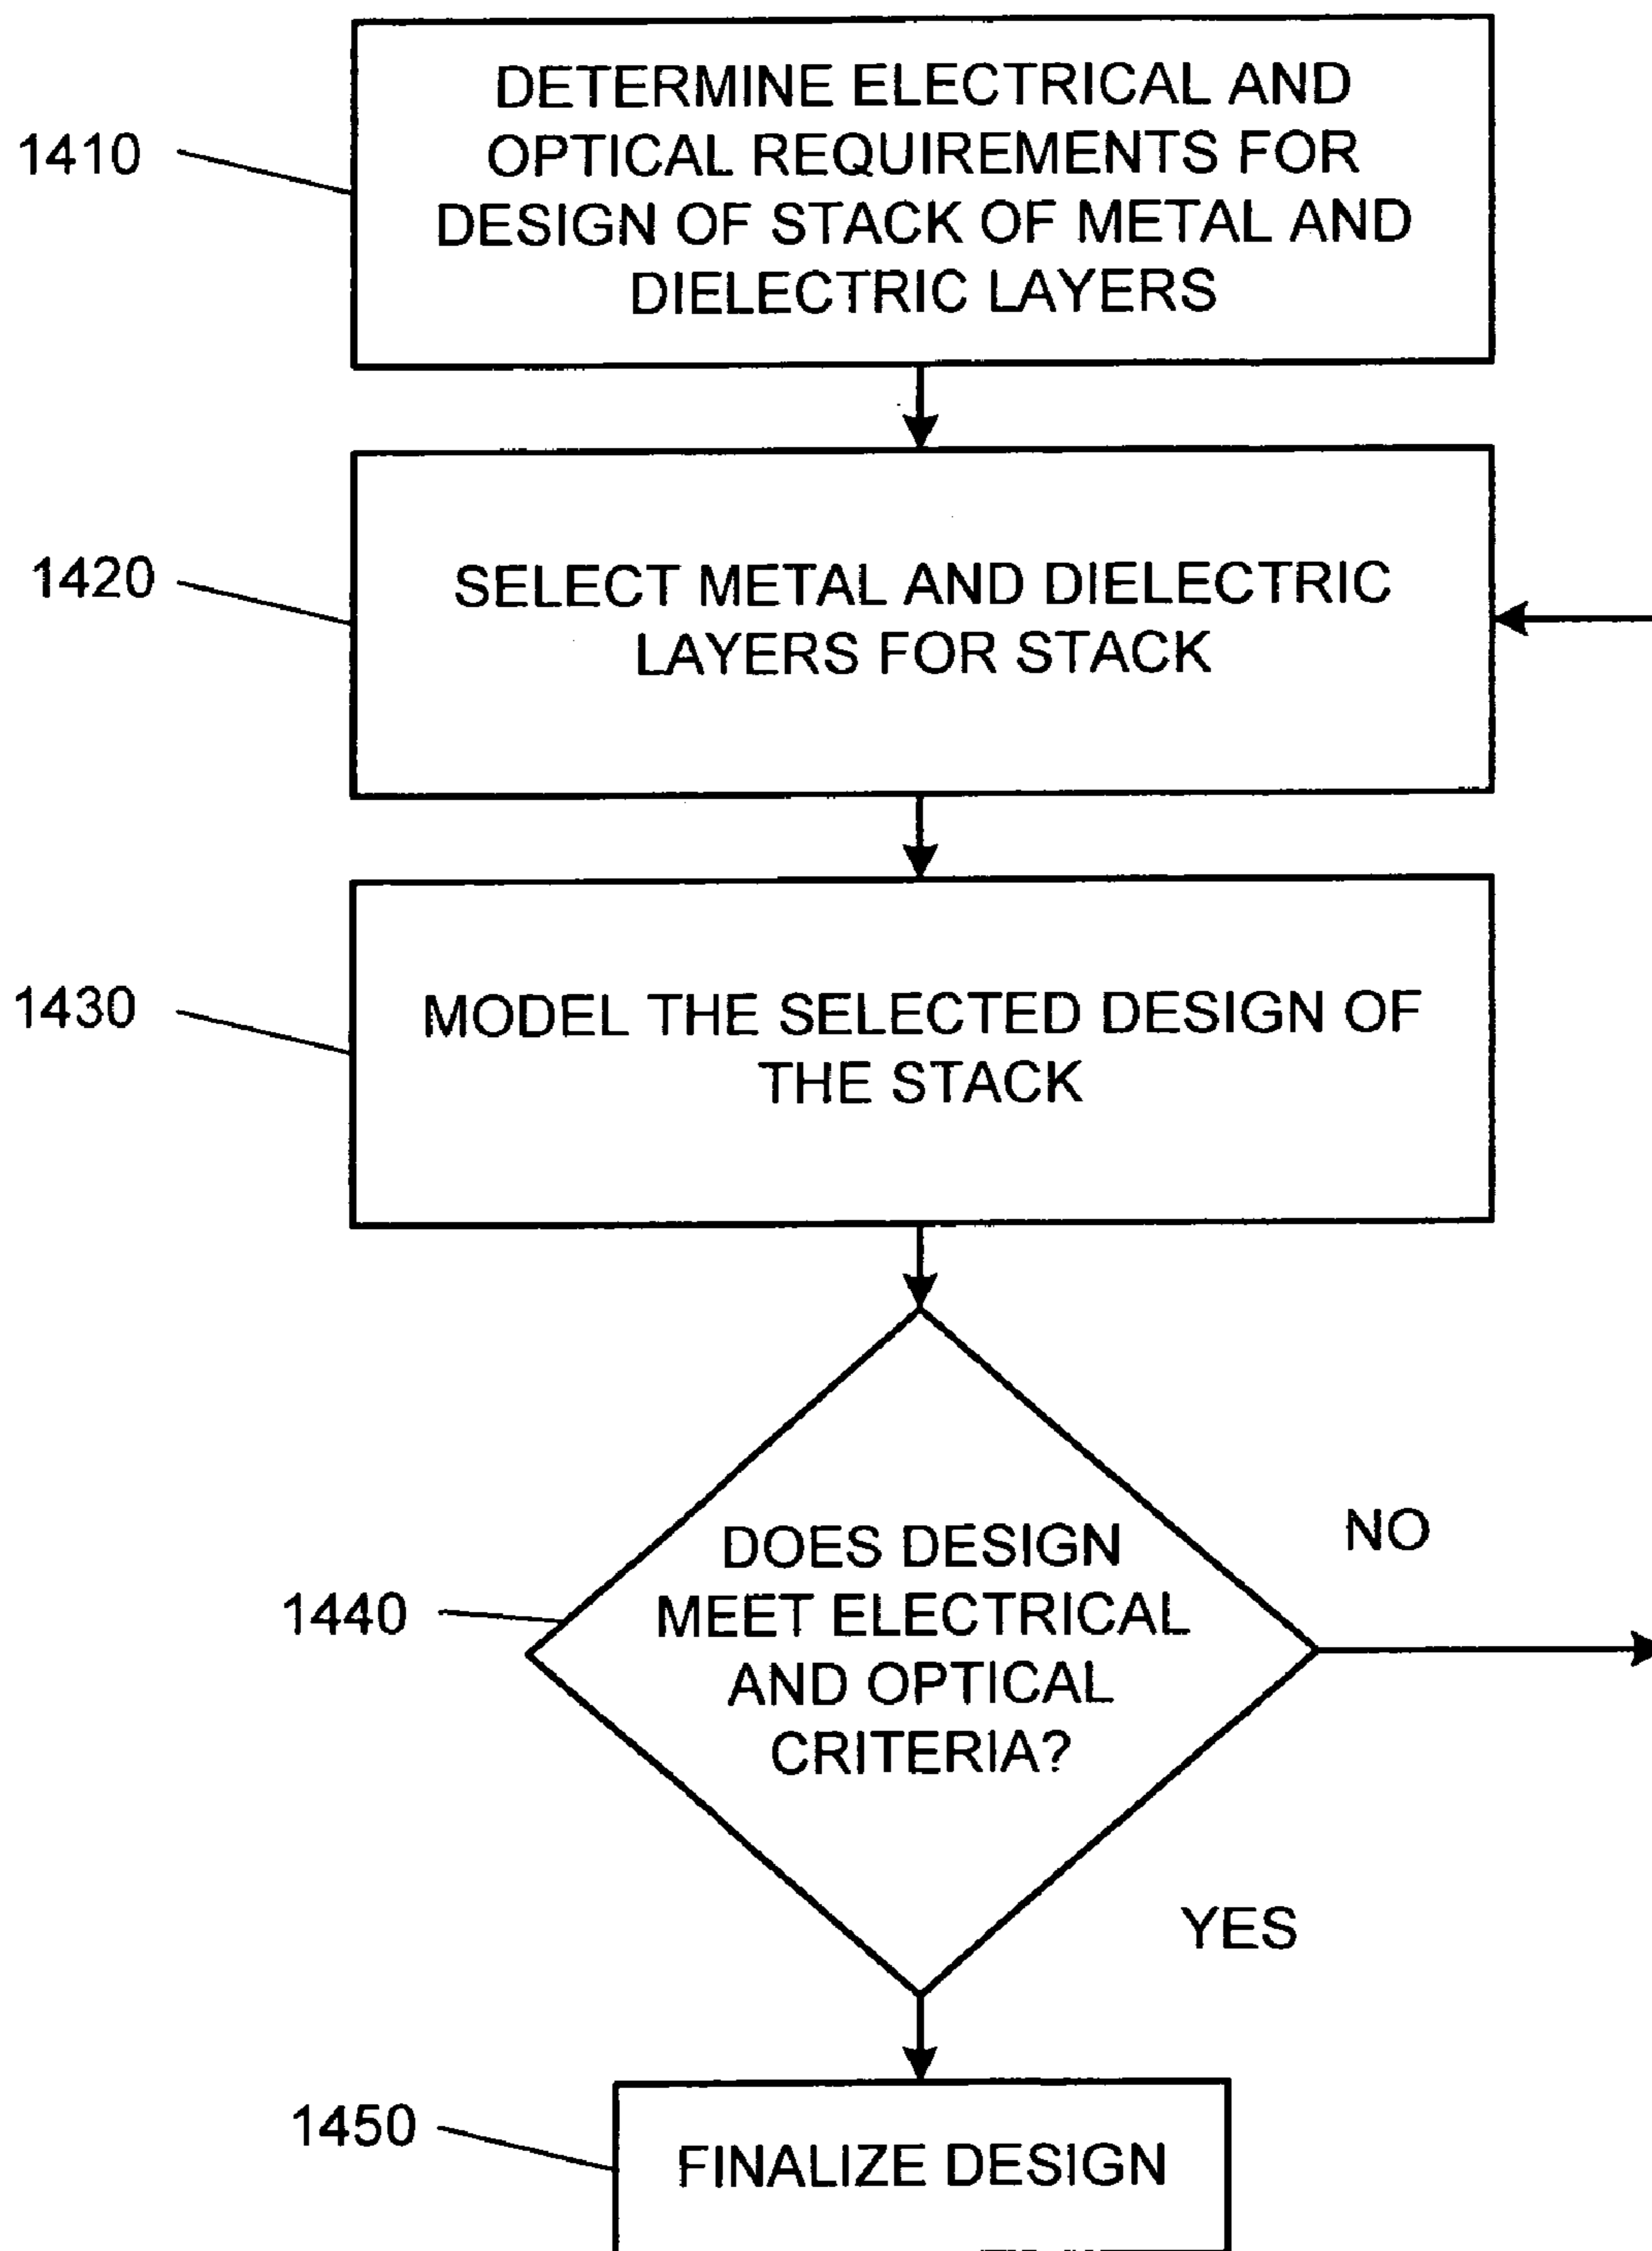 1410
DETERMINE ELECTRICAL AND
OPTICAL REQUIREMENTS FOR
DESIGN OF STACK OF METAL AND
DIELECTRIC LAYERS
1420
SELECT METAL AND DIELECTRIC
LAYERS FOR STACK
1430
MODEL THE SELECTED DESIGN OF
THE STACK
1440
DOES DESIGN
MEET ELECTRICAL
AND OPTICAL
CRITERIA?
NO
YES
1450
FINALIZE DESIGN